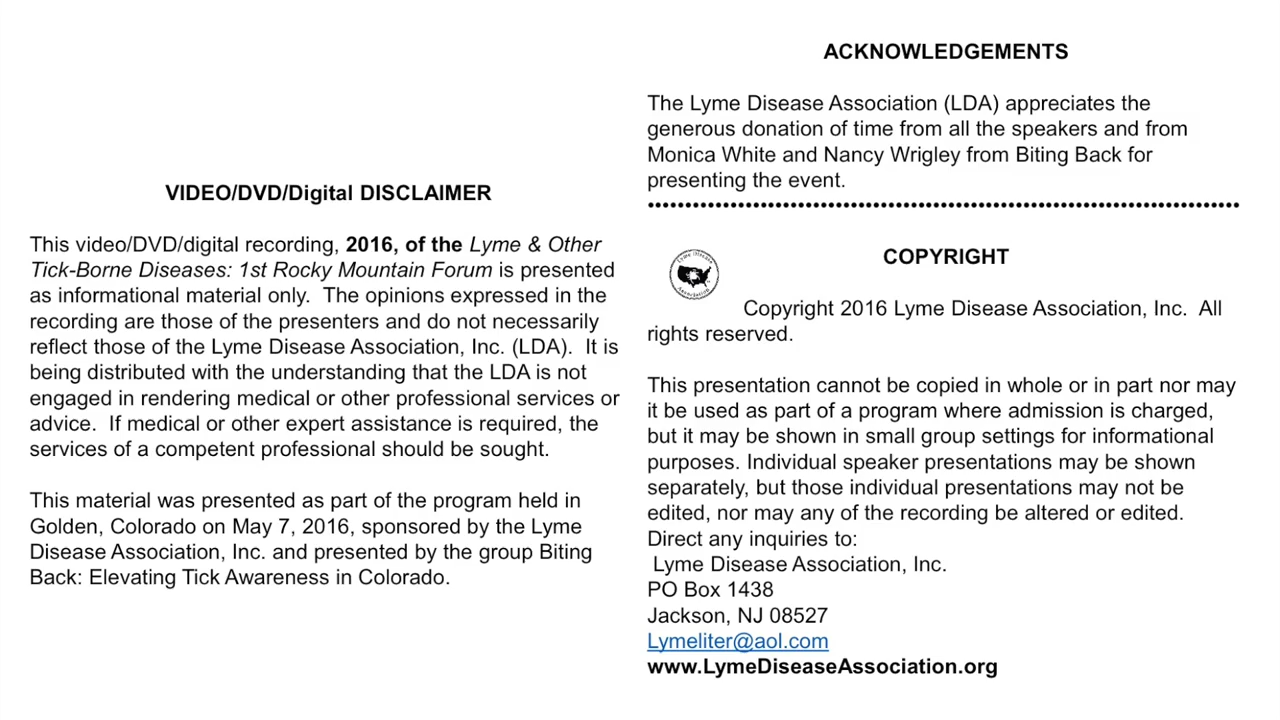 VIDEO/DVD/Digital DISCLAIMER
This video/DVD/digital recording, 2016, of the Lyme & Other
Tick-Borne Diseases: 1st Rocky Mountain Forum is presented
as informational material only.  The opinions expressed in the
recording are those of the presenters and do not necessarily
reflect those of the Lyme Disease Association, Inc. (LDA).  It is
being distributed with the understanding that the LDA is not
engaged in rendering medical or other professional services or
advice.  If medical or other expert assistance is required, the
services of a competent professional should be sought.
This material was presented as part of the program held in
Golden, Colorado on May 7, 2016, sponsored by the Lyme
Disease Association, Inc. and presented by the group Biting
Back: Elevating Tick Awareness in Colorado.
ACKNOWLEDGEMENTS
The Lyme Disease Association (LDA) appreciates the
generous donation of time from all the speakers and from
Monica White and Nancy Wrigley from Biting Back for
presenting the event.
COPYRIGHT
Lyme Disease
Association
Copyright 2016 Lyme Disease Association, Inc.  All
rights reserved.
This presentation cannot be copied in whole or in part nor may
it be used as part of a program where admission is charged,
but it may be shown in small group settings for informational
purposes. Individual speaker presentations may be shown
separately, but those individual presentations may not be
edited, nor may any of the recording be altered or edited.
Direct any inquiries to:
Lyme Disease Association, Inc.
PO Box 1438
Jackson, NJ 08527
Lymeliter@aol.com
www.LymeDiseaseAssociation.org